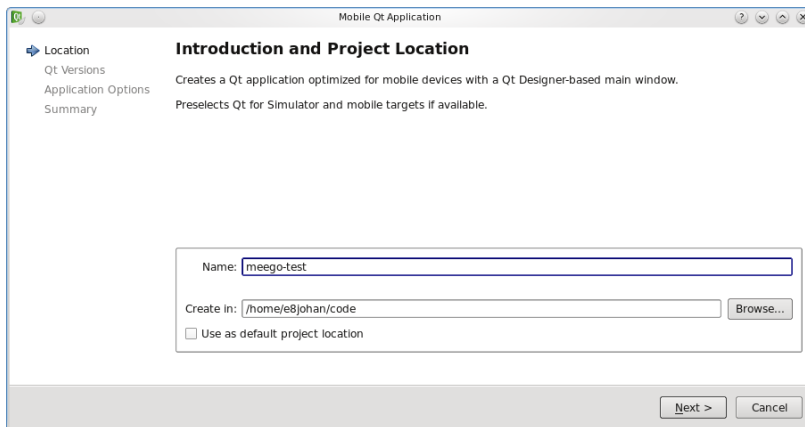 Mobile Qt Application
Location
Qt Versions
Application Options
Summary
Introduction and Project Location
Creates a Qt application optimized for mobile devices with a Qt Designer-based main window.
Preselects Qt for Simulator and mobile targets if available.
Name: meego-test
Create in: /home/e8johan/code Browse...
Use as default project location
Next > Cancel